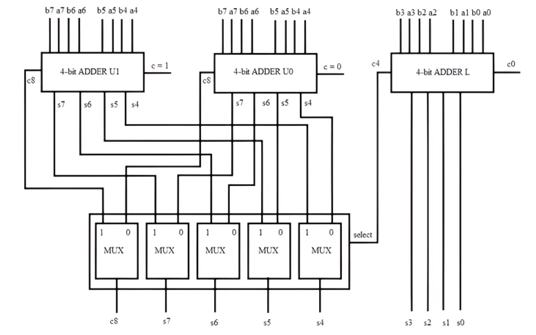 b7 a7 b6 a6 b5 a5 b4 a4
b7 a7 b6 a6 b5 a5 b4 a4
b3 a3 b2 a2 b1 a1 b0 a0
4-bit ADDER U1
c = 1
4-bit ADDER U0
c = 0
4-bit ADDER L
c0
c8
c8
c4
s7 s6 s5 s4
s7 s6 s5 s4
select
1 0
1 0
1 0
1 0
1 0
MUX
MUX
MUX
MUX
MUX
c8 s7 s6 s5 s4
s3 s2 s1 s0